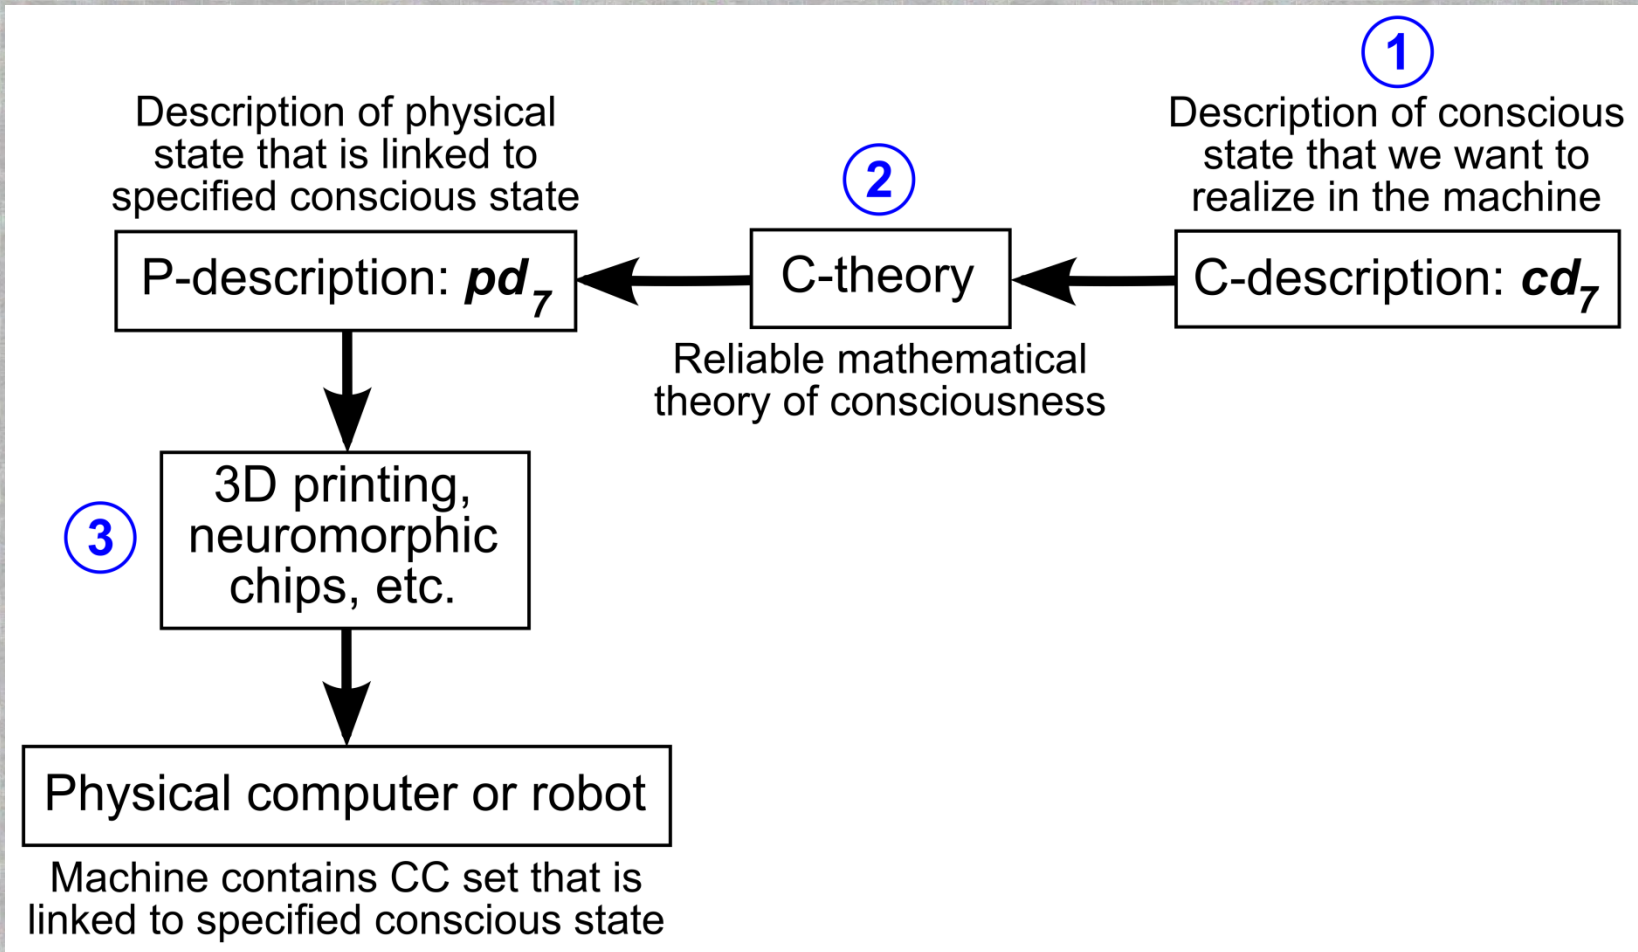 1
Description of conscious
state that we want to
realize in the machine
C-description: cd7
2
C-theory
Reliable mathematical
theory of consciousness
Description of physical
state that is linked to
specified conscious state
P-description: pd7
3
3D printing,
neuromorphic
chips, etc.
Physical computer or robot
Machine contains CC set that is
linked to specified conscious state